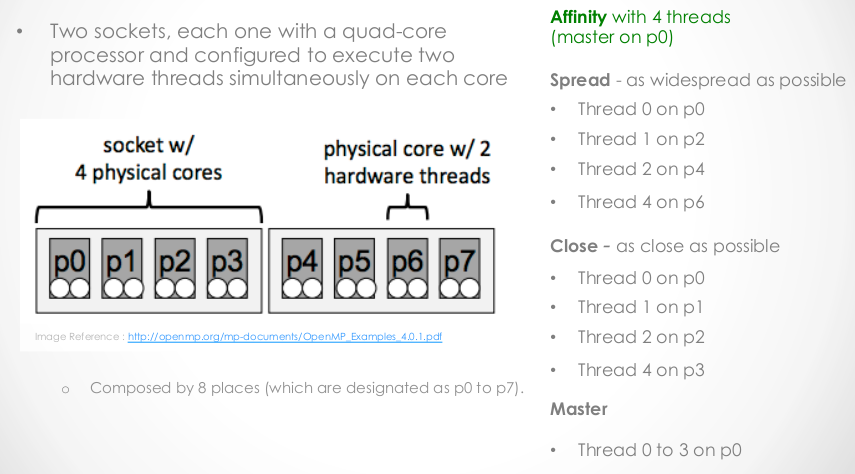 • Two sockets, each one with a quad-core
processor and configured to execute two
hardware threads simultaneously on each core
socket w/
4 physical cores
physical core w/ 2
hardware threads
p0 p1 p2 p3 p4 p5 p6 p7
Image Reference : http://openmp.org/mp-documents/OpenMP_Examples_4.0.1.pdf
o Composed by 8 places (which are designated as p0 to p7).
Affinity with 4 threads
(master on p0)
Spread - as widespread as possible
• Thread 0 on p0
• Thread 1 on p2
• Thread 2 on p4
• Thread 4 on p6
Close - as close as possible
• Thread 0 on p0
• Thread 1 on p1
• Thread 2 on p2
• Thread 4 on p3
Master
• Thread 0 to 3 on p0